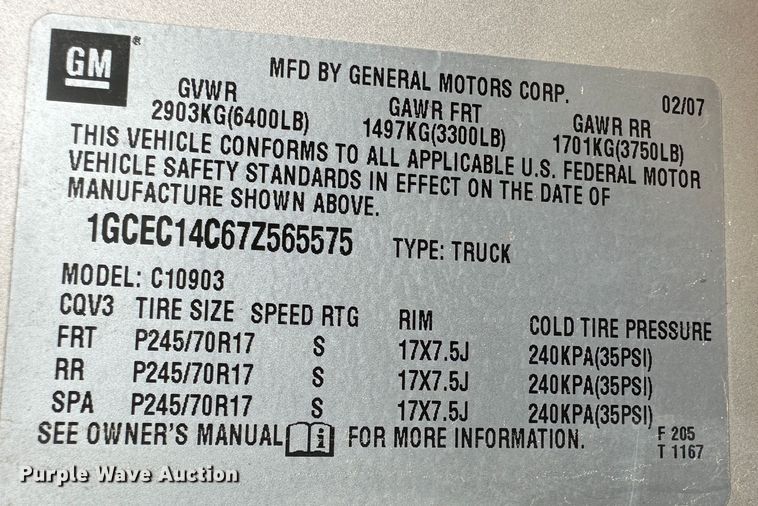 GM
MFD BY GENERAL MOTORS CORP. 02/07
GVWR GAWR FRT GAWR RR
2903KG(6400LB) 1497KG(3300LB) 1701KG(3750LB)
THIS VEHICLE CONFORMS TO ALL APPLICABLE U.S. FEDERAL MOTOR
VEHICLE SAFETY STANDARDS IN EFFECT ON THE DATE OF
MANUFACTURE SHOWN ABOVE.
1GCEC14C67Z565575 TYPE: TRUCK
MODEL: C10903
CQV3 TIRE SIZE SPEED RTG RIM COLD TIRE PRESSURE
FRT P245/70R17 S 17X7.5J 240KPA(35PSI)
RR P245/70R17 S 17X7.5J 240KPA(35PSI)
SPA P245/70R17 S 17X7.5J 240KPA(35PSI)
SEE OWNER'S MANUAL i FOR MORE INFORMATION. F 205
T 1167
Purple Wave Auction